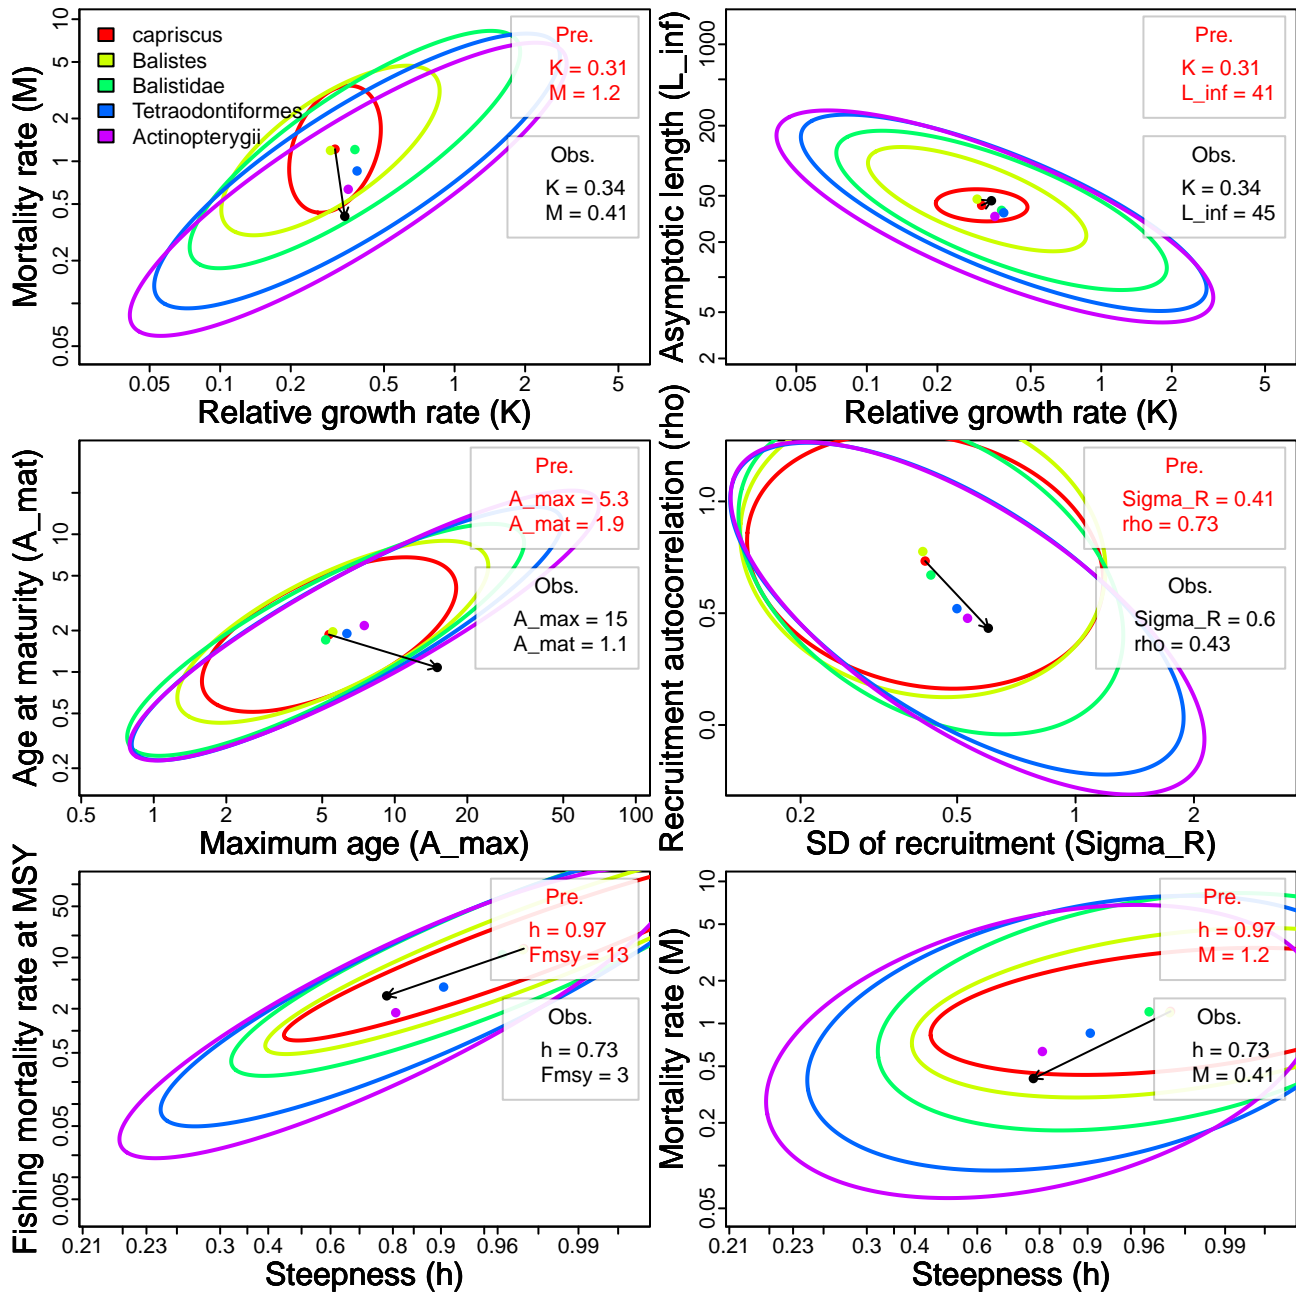 Mortality rate (M)
10
5
2
1
0.5
0.2
0.05
capriscus
Balistes
Balistidae
Tetraodontiformes
Actinopterygii
Pre.
K = 0.31
M = 1.2
Obs.
K = 0.34
M = 0.41
0.05
0.1
0.2
0.5
1
2
5
Relative growth rate (K)
Asymptotic length (L_inf)
1000
200
50
20
5
2
Pre.
K = 0.31
L_inf = 41
Obs.
K = 0.34
L_inf = 45
0.05
0.1
0.2
0.5
1
2
5
Relative growth rate (K)
Age at maturity (A_mat)
10
5
2
1
0.5
0.2
Pre.
A_max = 5.3
A_mat = 1.9
Obs.
A_max = 15
A_mat = 1.1
0.5
1
2
5
10
20
50
100
Maximum age (A_max)
Recruitment autocorrelation (rho)
1.0
0.5
0.0
Pre.
Sigma_R = 0.41
rho = 0.73
Obs.
Sigma_R = 0.6
rho = 0.43
0.2
0.5
1
2
SD of recruitment (Sigma_R)
Fishing mortality rate at MSY
50
10
2
0.5
0.05
0.005
Pre.
h = 0.97
Fmsy = 13
Obs.
h = 0.73
Fmsy = 3
0.21
0.23
0.3
0.4
0.6
0.8
0.9
0.96
0.99
Steepness (h)
Mortality rate (M)
10
5
2
1
0.5
0.2
0.05
Pre.
h = 0.97
M = 1.2
Obs.
h = 0.73
M = 0.41
0.21
0.23
0.3
0.4
0.6
0.8
0.9
0.96
0.99
Steepness (h)